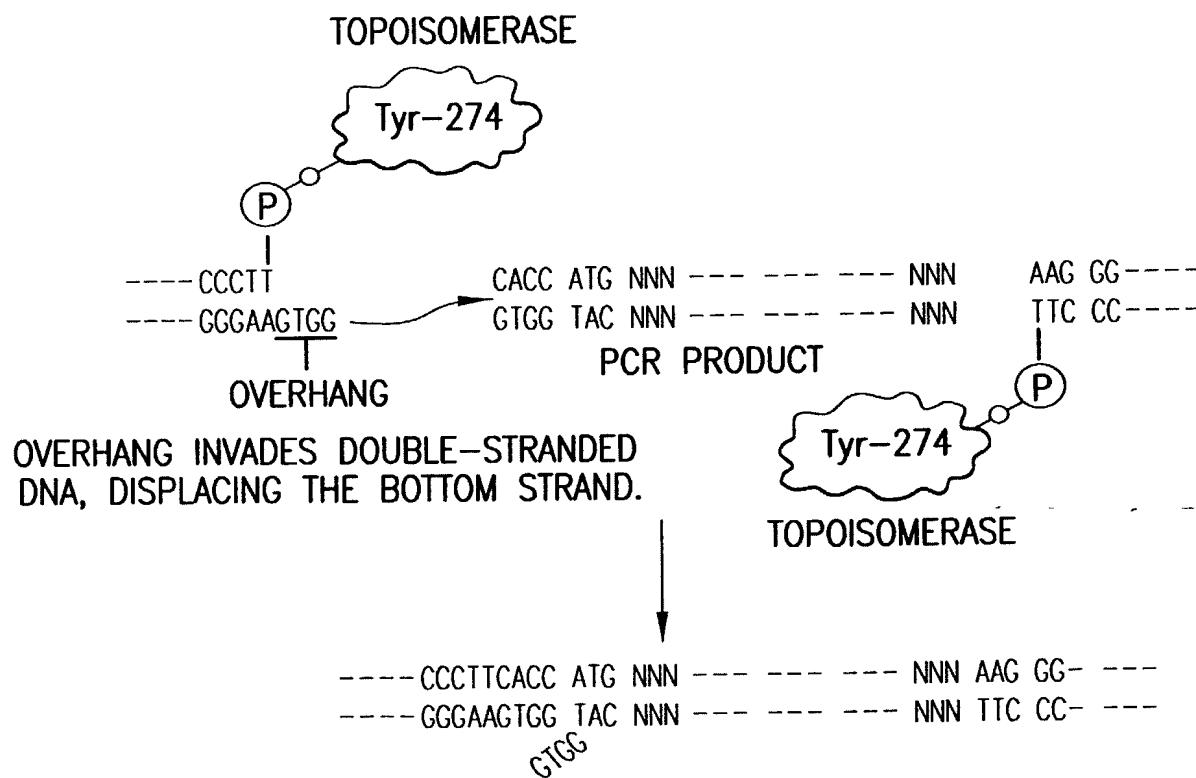 TOPOISOMERASE
Tyr-274
P
----CCCTT
----GGGAAGTGG
CACC ATG NNN --- --- --- NNN
GTGG TAC NNN --- --- --- NNN
AAG GG----
TTC CC----
OVERHANG
PCR PRODUCT
P
OVERHANG INVADES DOUBLE-STRANDED
DNA, DISPLACING THE BOTTOM STRAND.
Tyr-274
TOPOISOMERASE
----CCCTTCACC ATG NNN --- --- --- NNN AAG GG- ---
----GGGAAGTGG TAC NNN --- --- --- NNN TTC CC- ---
GTGG